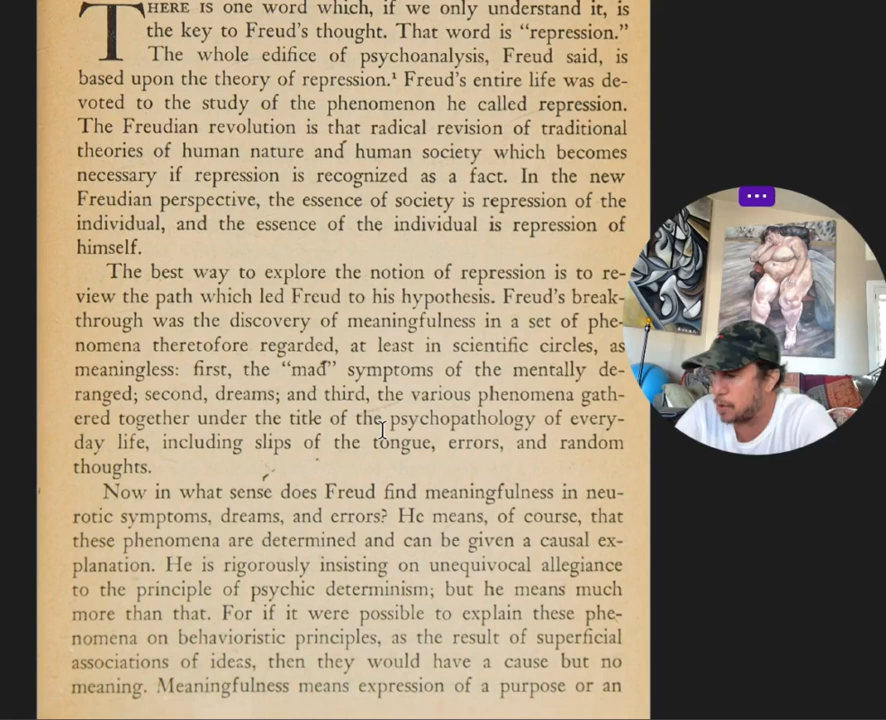 THERE IS one word which, if we only understand it, is
the key to Freud's thought. That word is “repression.”
The whole edifice of psychoanalysis, Freud said, is
based upon the theory of repression.¹ Freud's entire life was de-
voted to the study of the phenomenon he called repression.
The Freudian revolution is that radical revision of traditional
theories of human nature and human society which becomes
necessary if repression is recognized as a fact. In the new
Freudian perspective, the essence of society is repression of the
individual, and the essence of the individual is repression of
himself.
The best way to explore the notion of repression is to re-
view the path which led Freud to his hypothesis. Freud's break-
through was the discovery of meaningfulness in a set of phe-
nomena theretofore regarded, at least in scientific circles, as
meaningless: first, the “mad” symptoms of the mentally de-
ranged; second, dreams; and third, the various phenomena gath-
ered together under the title of the psychopathology of every-
day life, including slips of the tongue, errors, and random
thoughts.
Now in what sense does Freud find meaningfulness in neu-
rotic symptoms, dreams, and errors? He means, of course, that
these phenomena are determined and can be given a causal ex-
planation. He is rigorously insisting on unequivocal allegiance
to the principle of psychic determinism; but he means much
more than that. For if it were possible to explain these phe-
nomena on behavioristic principles, as the result of superficial
associations of ideas, then they would have a cause but no
meaning. Meaningfulness means expression of a purpose or an